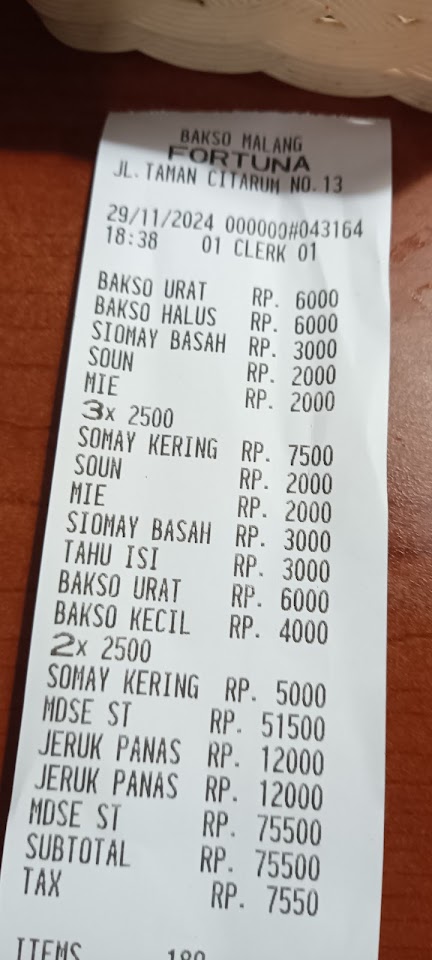 BAKSO MALANG
FORTUNA
JL. TAMAN CITARUM NO. 13
29/11/2024 000000#043164
18:38 01 CLERK 01
BAKSO URAT RP. 6000
BAKSO HALUS RP. 6000
SIOMAY BASAH RP. 3000
SOUN RP. 2000
MIE RP. 2000
3x 2500
SOMAY KERING RP. 7500
SOUN RP. 2000
MIE RP. 2000
SIOMAY BASAH RP. 3000
TAHU ISI RP. 3000
BAKSO URAT RP. 6000
BAKSO KECIL RP. 4000
2x 2500
SOMAY KERING RP. 5000
MDSE ST RP. 51500
JERUK PANAS RP. 12000
JERUK PANAS RP. 12000
MDSE ST RP. 75500
SUBTOTAL RP. 75500
TAX RP. 7550
ITEMS